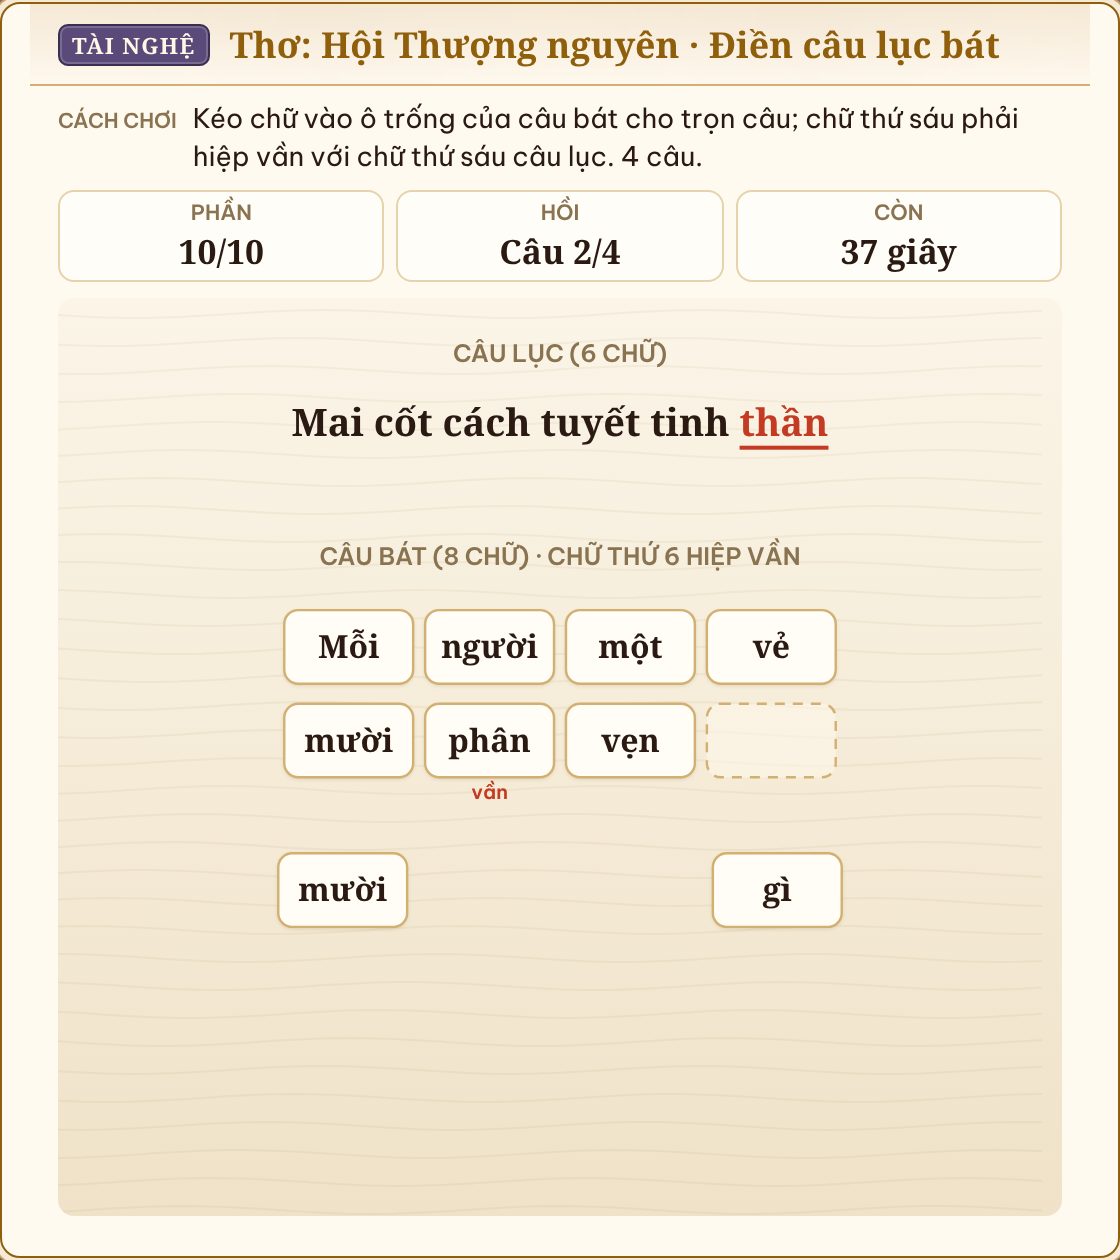 TÀI NGHỆ Thơ: Hội Thượng nguyên · Điền câu lục bát
CÁCH CHƠI Kéo chữ vào ô trống của câu bát cho trọn câu; chữ thứ sáu phải
hiệp vần với chữ thứ sáu câu lục. 4 câu.
PHẦN HỒI CÒN
10/10 Câu 2/4 37 giây
CÂU LỤC (6 CHỮ)
Mai cốt cách tuyết tinh thần
CÂU BÁT (8 CHỮ) · CHỮ THỨ 6 HIỆP VẦN
Mỗi người một vẻ
mười phân vẹn
vần
mười gì